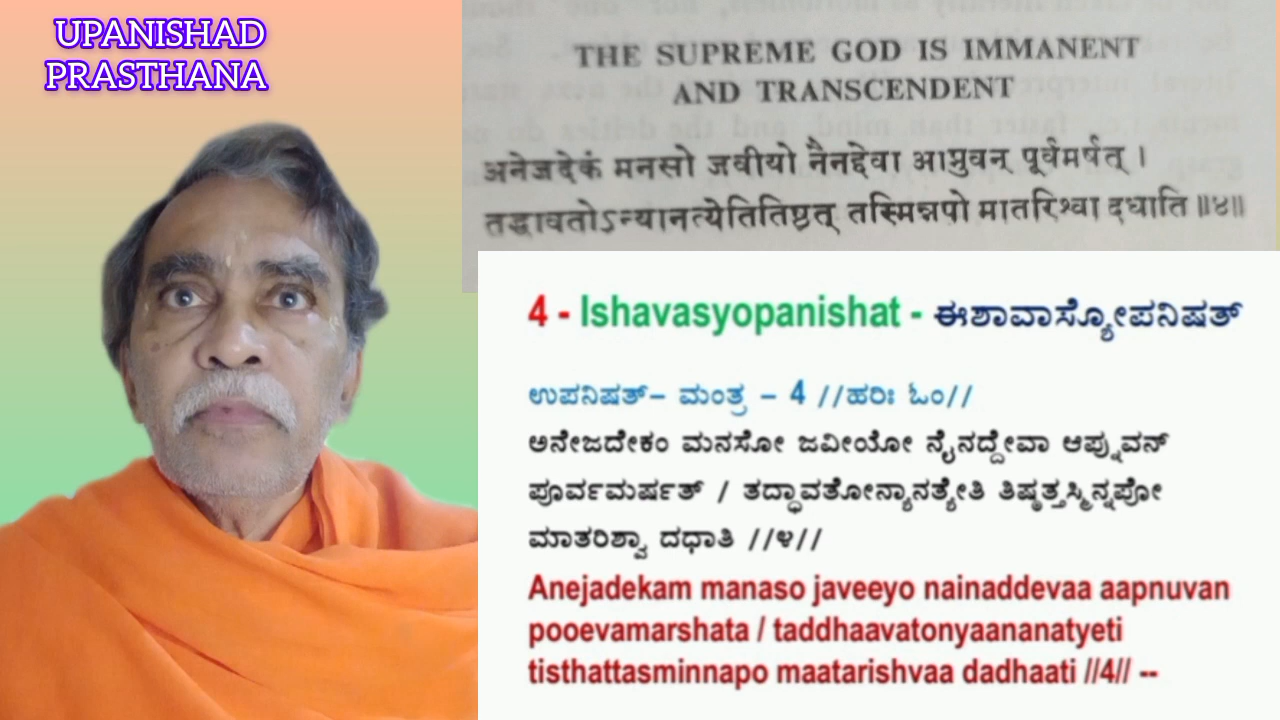 UPANISHAD
PRASTHANA
THE SUPREME GOD IS IMMANENT
AND TRANSCENDENT
अनेजदेकं मनसो जवीयो नैनद्देवा आप्नुवन् पूर्वमर्षत् ।
तद्धावतोऽन्यानत्येतितिष्ठत् तस्मिन्नपो मातरिश्वा दधाति ॥४॥
4 - Ishavasyopanishat - ಈಶಾವಾಸ್ಯೋಪನಿಷತ್
ಉಪನಿಷತ್– ಮಂತ್ರ – 4 //ಹರಿಃ ಓಂ//
ಅನೇಜದೇಕಂ ಮನಸೋ ಜವೀಯೋ ನೈನದ್ದೇವಾ ಆಪ್ನುವನ್
ಪೂರ್ವಮರ್ಷತ್ / ತದ್ಧಾವತೋನ್ಯಾನತ್ಯೇತಿ ತಿಷ್ಠತ್ತಸ್ಮಿನ್ನಪೋ
ಮಾತರಿಶ್ವಾ ದಧಾತಿ //೪//
Anejadekam manaso javeeyo nainaddevaa aapnuvan
pooevamarshata / taddhaavatonyaananatyeti
tisthattasminnapo maatarishvaa dadhaati //4// --